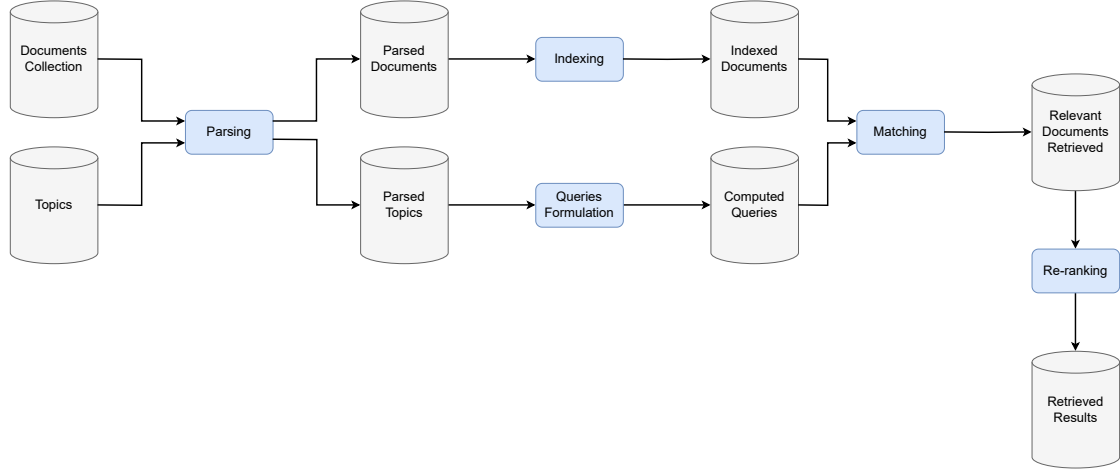 Documents
Collection
Parsed
Documents
Indexing
Indexed
Documents
Parsing
Matching
Relevant
Documents
Retrieved
Topics
Parsed
Topics
Queries
Formulation
Computed
Queries
Re-ranking
Retrieved
Results